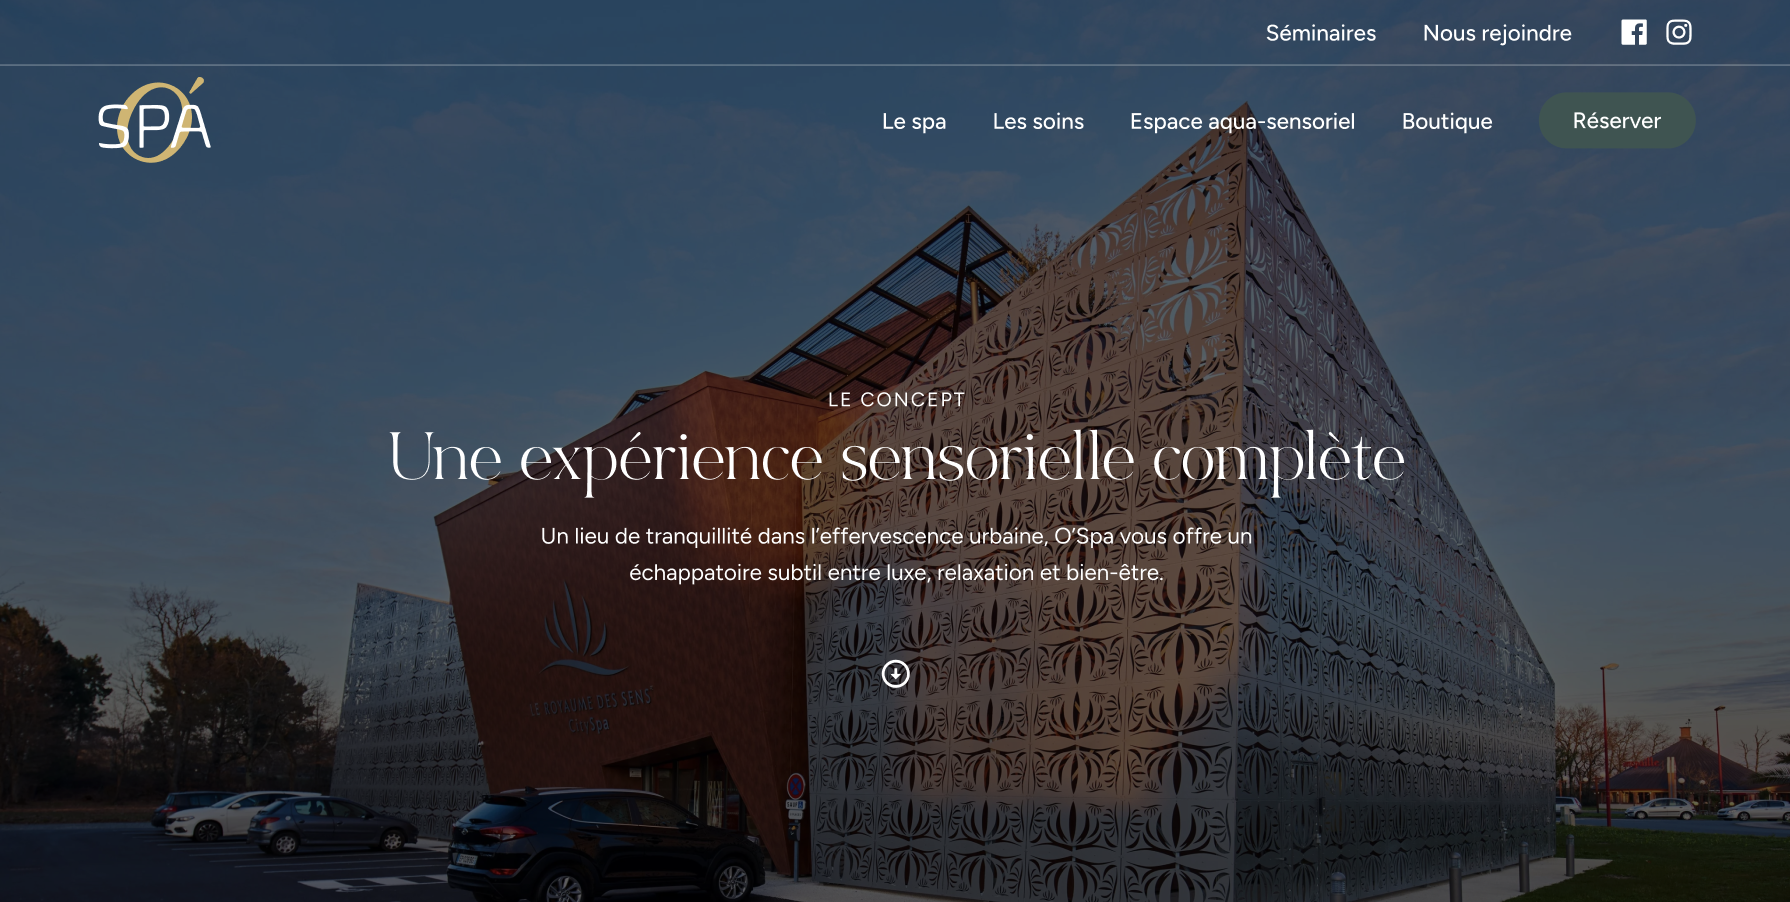 Séminaires Nous rejoindre
O'
SPA
Le spa Les soins Espace aqua-sensoriel Boutique Réserver
LE CONCEPT
Une expérience sensorielle complète
Un lieu de tranquillité dans l'effervescence urbaine, O'Spa vous offre un
échappatoire subtil entre luxe, relaxation et bien-être.
LE ROYAUME DES SENS
CitySpa